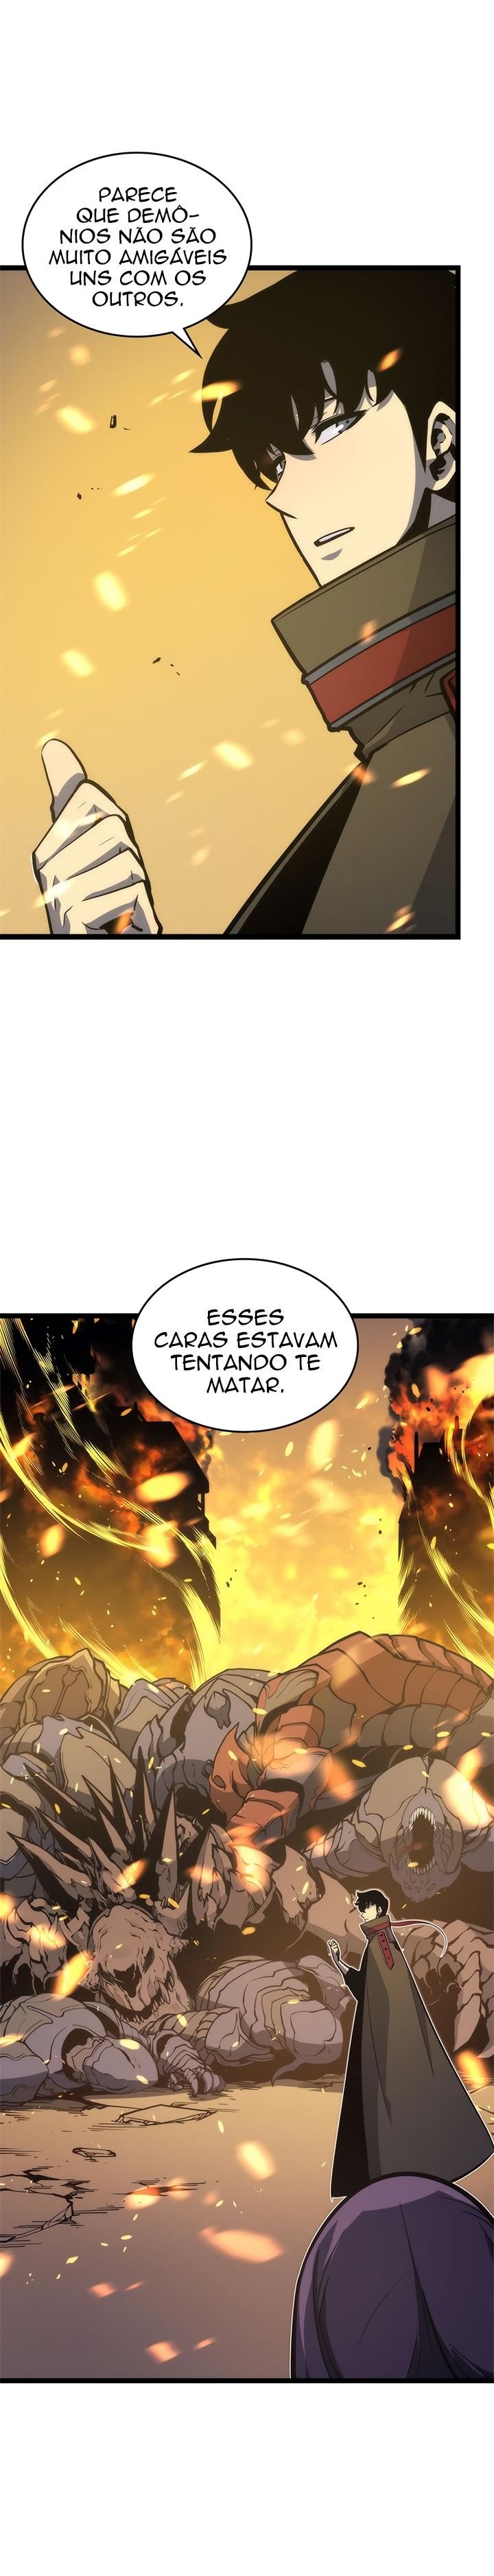 PARECE
QUE DEMÔ-
NIOS NÃO SÃO
MUITO AMIGÁVEIS
UNS COM OS
OUTROS.
ESSES
CARAS ESTAVAM
TENTANDO TE
MATAR.